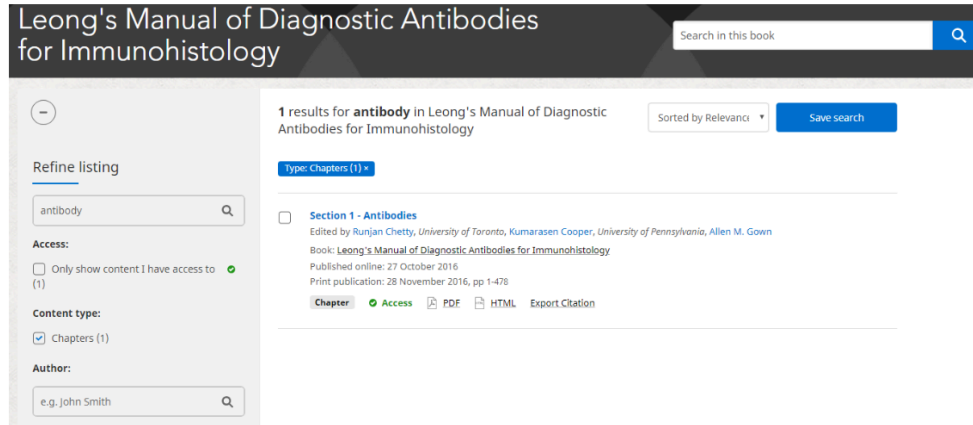 Leong's Manual of Diagnostic Antibodies
for Immunohistology
Search in this book
Refine listing
antibody
Access:
Only show content I have access to
(1)
Content type:
Chapters (1)
Author:
e.g. John Smith
1 results for antibody in Leong's Manual of Diagnostic
Antibodies for Immunohistology
Sorted by Relevanc
Save search
Type: Chapters (1) ×
Section 1 - Antibodies
Edited by Runjan Chetty, University of Toronto, Kumarasen Cooper, University of Pennsylvania, Allen M. Gown
Book: Leong's Manual of Diagnostic Antibodies for Immunohistology
Published online: 27 October 2016
Print publication: 28 November 2016, pp 1-478
Chapter Access PDF HTML Export Citation